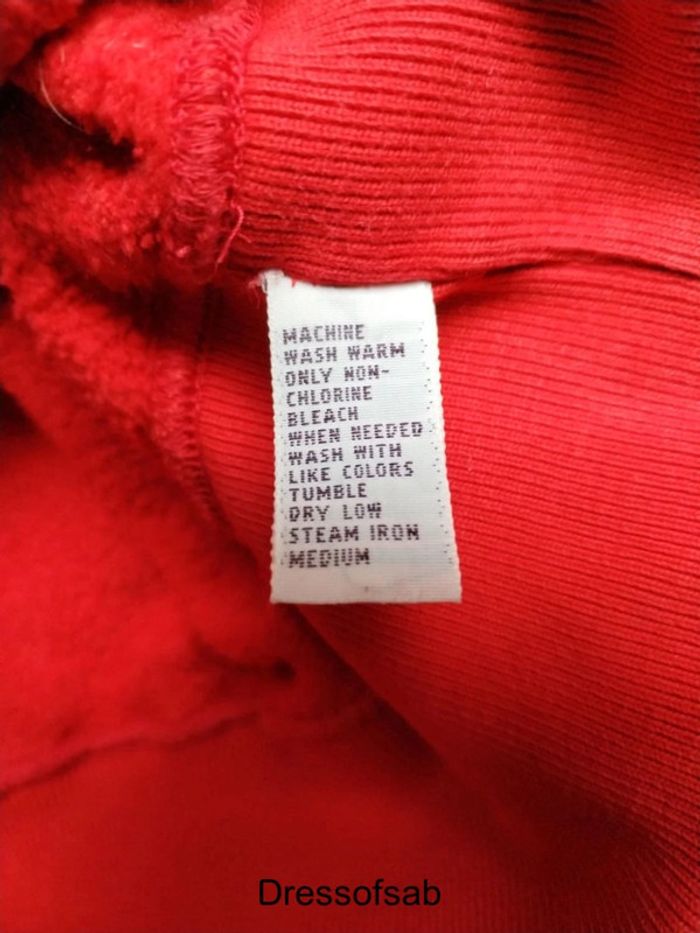 MACHINE
WASH WARM
ONLY NON-
CHLORINE
BLEACH
WHEN NEEDED
WASH WITH
LIKE COLORS
TUMBLE
DRY LOW
STEAM IRON
MEDIUM
Dressofsab